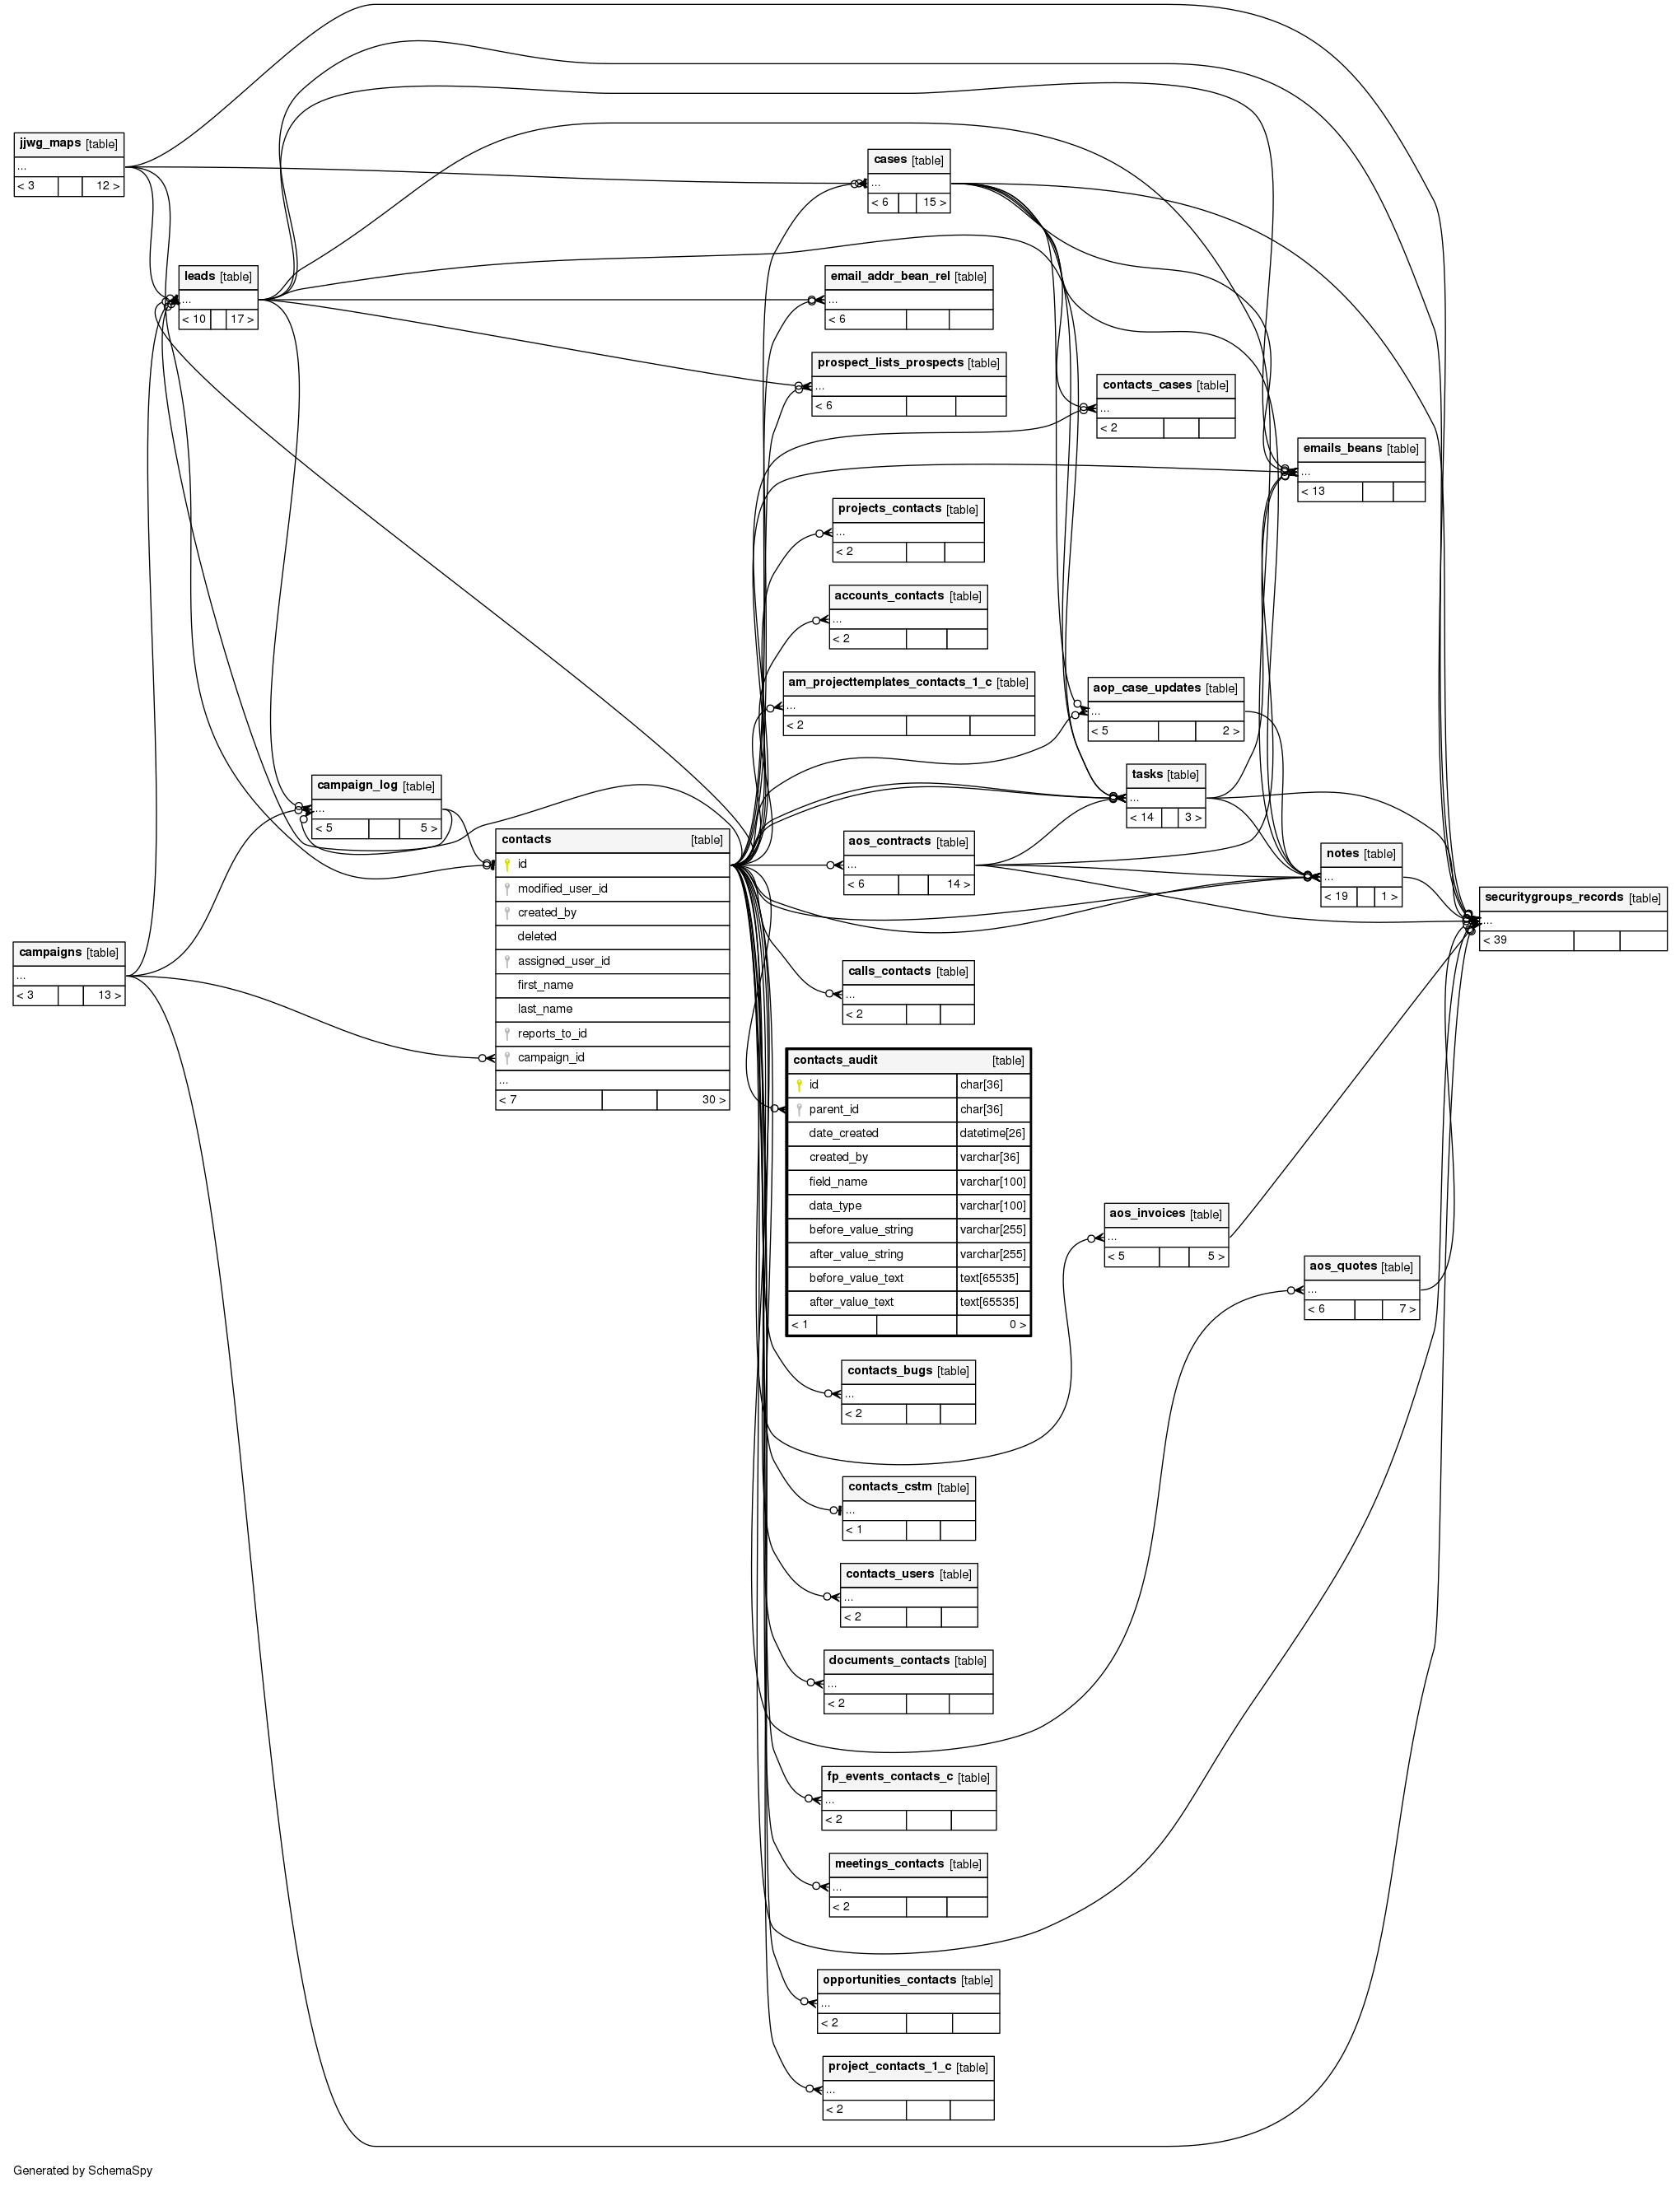 jjwg_maps [table]
...
< 3 12 >
cases [table]
...
< 6 15 >
leads [table]
...
< 10 17 >
email_addr_bean_rel [table]
...
< 6
prospect_lists_prospects [table]
...
< 6
contacts_cases [table]
...
< 2
emails_beans [table]
...
< 13
projects_contacts [table]
...
< 2
accounts_contacts [table]
...
< 2
am_projecttemplates_contacts_1_c [table]
...
< 2
aop_case_updates [table]
...
< 5 2 >
tasks [table]
...
< 14 3 >
campaign_log [table]
...
< 5 5 >
contacts [table]
id
modified_user_id
created_by
deleted
assigned_user_id
first_name
last_name
reports_to_id
campaign_id
...
< 7 30 >
aos_contracts [table]
...
< 6 14 >
notes [table]
...
< 19 1 >
securitygroups_records [table]
...
< 39
campaigns [table]
...
< 3 13 >
calls_contacts [table]
...
< 2
contacts_audit [table]
id char[36]
parent_id char[36]
date_created datetime[26]
created_by varchar[36]
field_name varchar[100]
data_type varchar[100]
before_value_string varchar[255]
after_value_string varchar[255]
before_value_text text[65535]
after_value_text text[65535]
< 1 0 >
aos_invoices [table]
...
< 5 5 >
aos_quotes [table]
...
< 6 7 >
contacts_bugs [table]
...
< 2
contacts_cstm [table]
...
< 1
contacts_users [table]
...
< 2
documents_contacts [table]
...
< 2
fp_events_contacts_c [table]
...
< 2
meetings_contacts [table]
...
< 2
opportunities_contacts [table]
...
< 2
project_contacts_1_c [table]
...
< 2
Generated by SchemaSpy